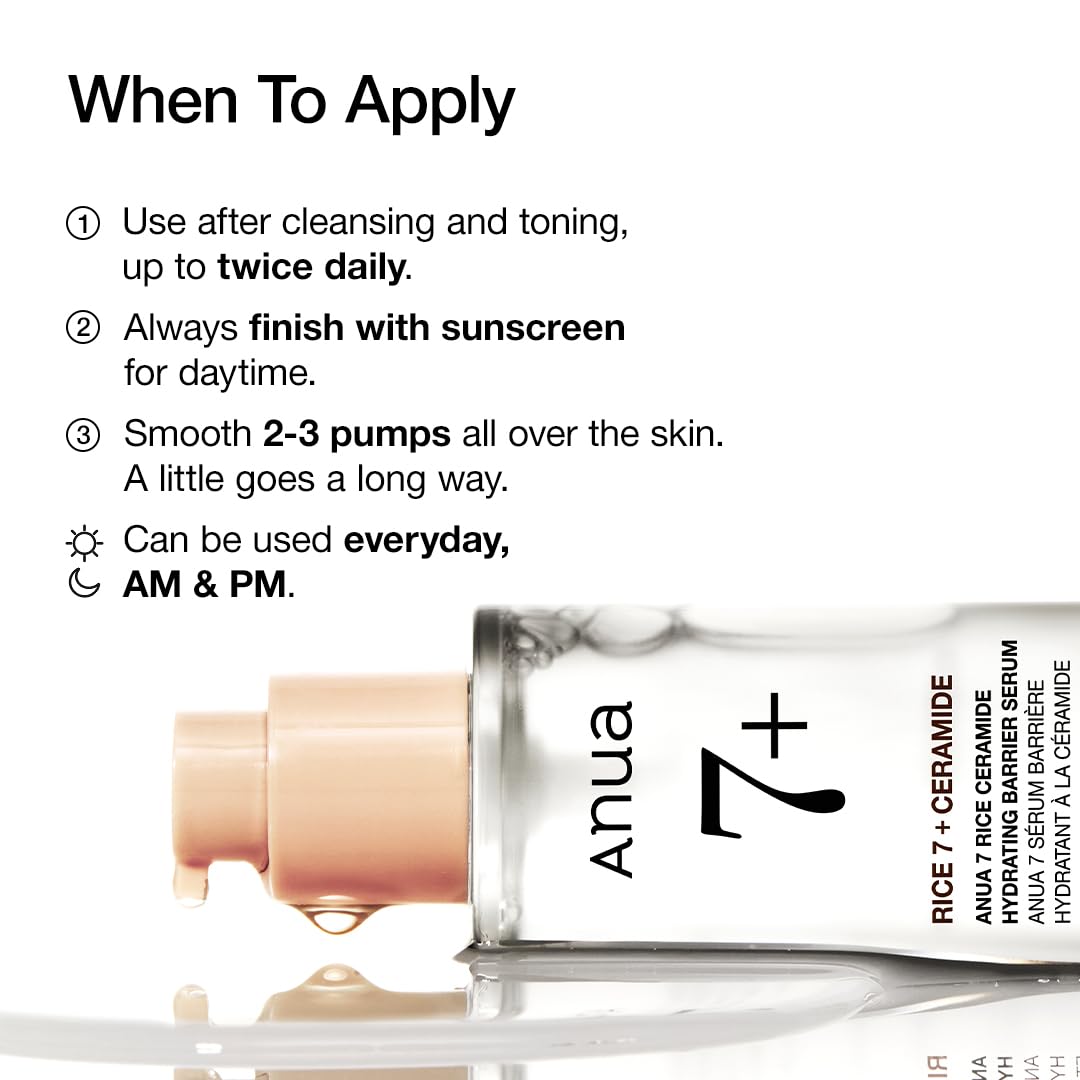 When To Apply
① Use after cleansing and toning,
up to twice daily.
② Always finish with sunscreen
for daytime.
③ Smooth 2-3 pumps all over the skin.
A little goes a long way.
Can be used everyday,
AM & PM.
Anua
7+
RICE 7 + CERAMIDE
ANUA 7 RICE CERAMIDE
HYDRATING BARRIER SERUM
ANUA 7 SÉRUM BARRIÈRE
HYDRATANT À LA CÉRAMIDE